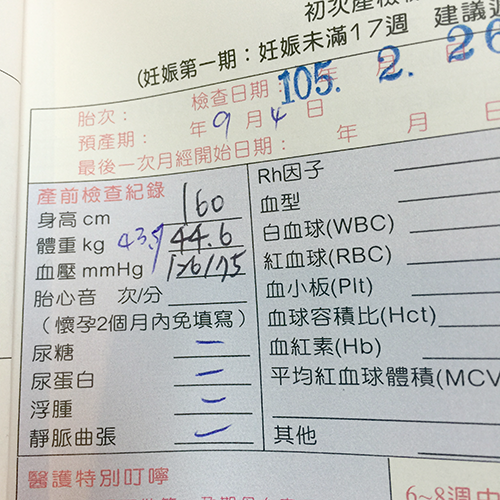 初次產檢
(妊娠第一期：妊娠未滿17週 建議
檢查日期：105. 2. 26
胎次：
預產期： 年9月4日
最後一次月經開始日期： 年 月 日
產前檢查紀錄
身高 cm 160
體重 kg 43.9 44.6
血壓 mmHg 126/75
胎心音 次/分
（懷孕2個月內免填寫）
尿糖 —
尿蛋白 —
浮腫 —
靜脈曲張 —
Rh因子
血型
白血球(WBC)
紅血球(RBC)
血小板(Plt)
血球容積比(Hct)
血紅素(Hb)
平均紅血球體積(MCV
其他
醫護特別叮嚀
6~8週